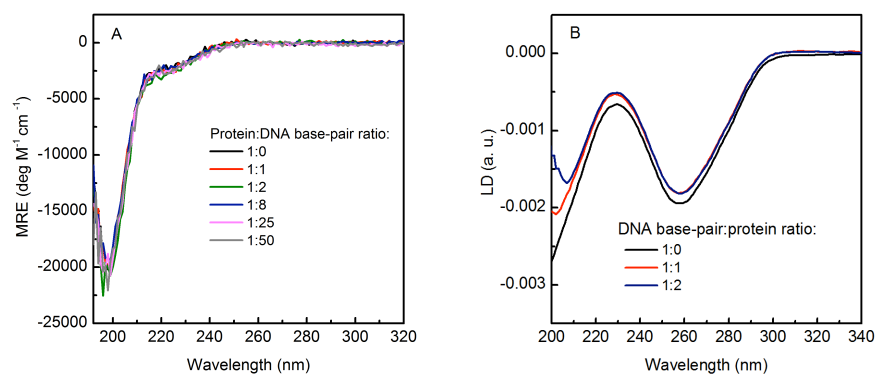 A
0
-5000
-10000
-15000
-20000
-25000
MRE (deg M⁻¹ cm⁻¹)
Protein:DNA base-pair ratio:
1:0
1:1
1:2
1:8
1:25
1:50
200 220 240 260 280 300 320
Wavelength (nm)
B
0.000
-0.001
-0.002
-0.003
LD (a. u.)
DNA base-pair:protein ratio:
1:0
1:1
1:2
200 220 240 260 280 300 320 340
Wavelength (nm)